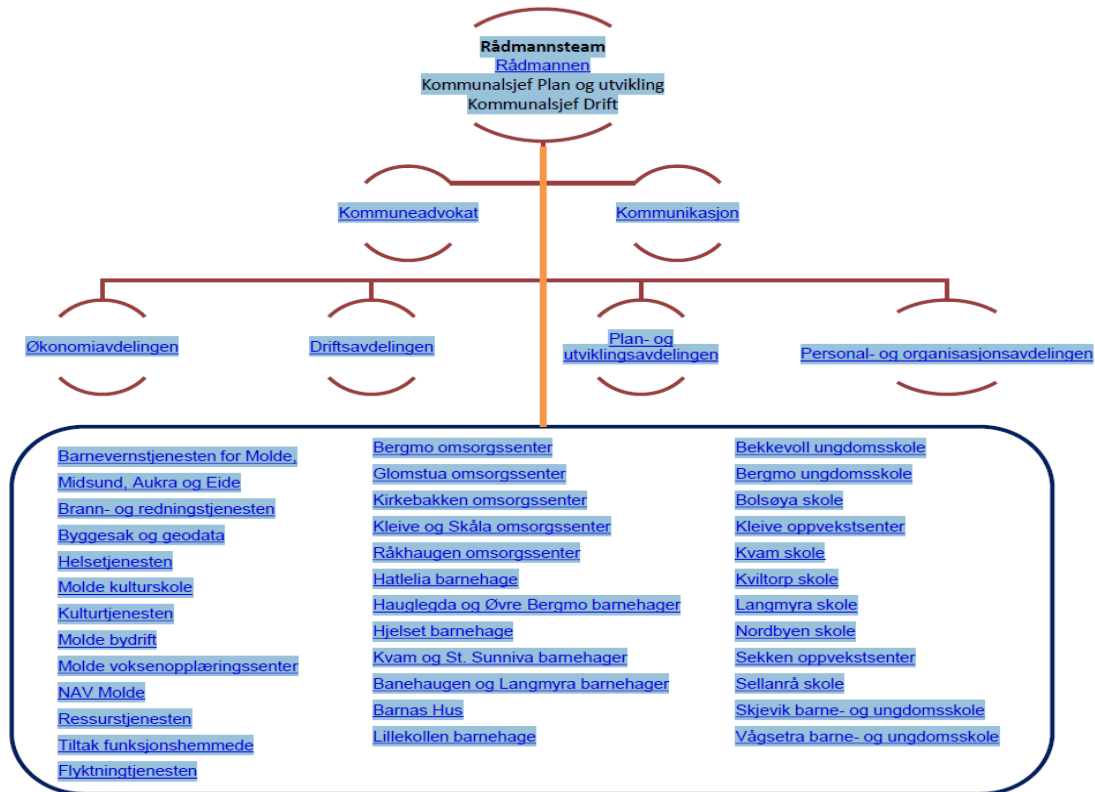 Rådmannsteam
Rådmannen
Kommunalsjef Plan og utvikling
Kommunalsjef Drift
Kommuneadvokat
Kommunikasjon
Økonomiavdelingen
Driftsavdelingen
Plan- og
utviklingsavdelingen
Personal- og organisasjonsavdelingen
Barnevernstjenesten for Molde,
Midsund, Aukra og Eide
Brann- og redningstjenesten
Byggesak og geodata
Helsetjenesten
Molde kulturskole
Kulturtjenesten
Molde bydrift
Molde voksenopplæringssenter
NAV Molde
Ressurstjenesten
Tiltak funksjonshemmede
Flyktningtjenesten
Bergmo omsorgssenter
Glomstua omsorgssenter
Kirkebakken omsorgssenter
Kleive og Skåla omsorgssenter
Råkhaugen omsorgssenter
Hatlelia barnehage
Hauglegda og Øvre Bergmo barnehager
Hjelset barnehage
Kvam og St. Sunniva barnehager
Banehaugen og Langmyra barnehager
Barnas Hus
Lillekollen barnehage
Bekkevoll ungdomsskole
Bergmo ungdomsskole
Bolsøya skole
Kleive oppvekstsenter
Kvam skole
Kviltorp skole
Langmyra skole
Nordbyen skole
Sekken oppvekstsenter
Sellanrå skole
Skjevik barne- og ungdomsskole
Vågsetra barne- og ungdomsskole